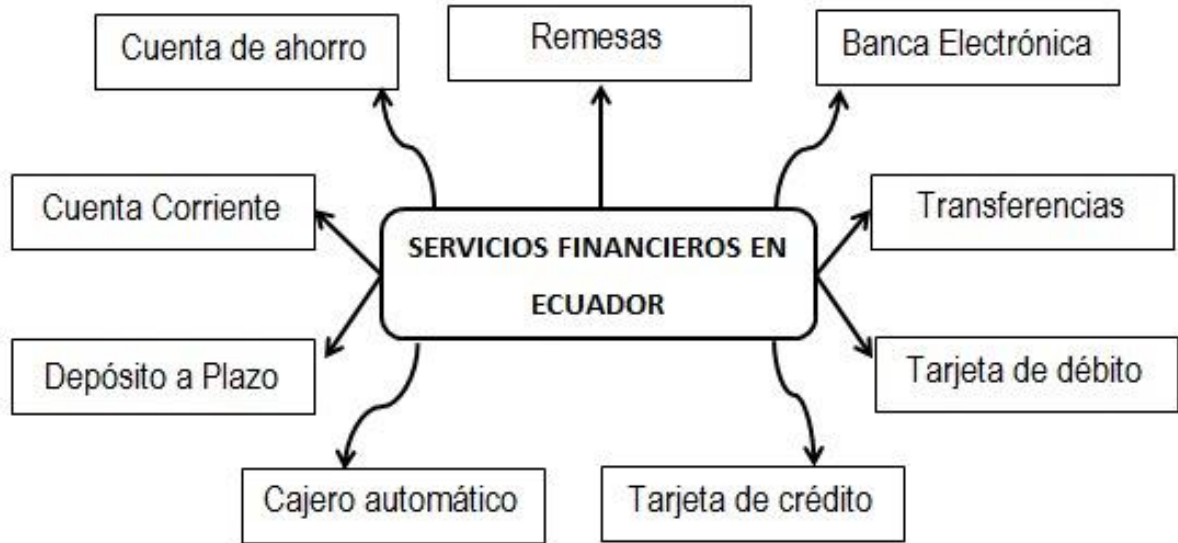 Cuenta de ahorro
Remesas
Banca Electrónica
Cuenta Corriente
Transferencias
SERVICIOS FINANCIEROS EN
ECUADOR
Depósito a Plazo
Tarjeta de débito
Cajero automático
Tarjeta de crédito